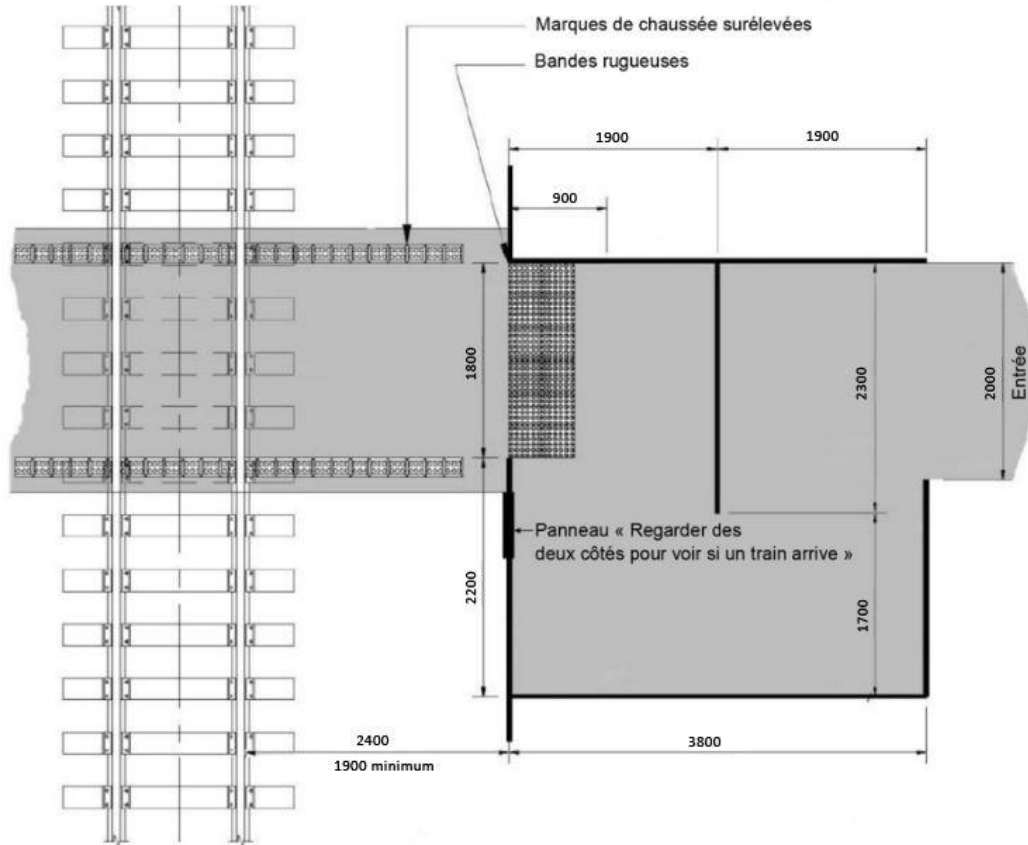 Marques de chaussée surélevées
Bandes rugueuses
1900
1900
900
1800
2300
2000
Entrée
Panneau « Regarder des
deux côtés pour voir si un train arrive »
2200
1700
2400
1900 minimum
3800